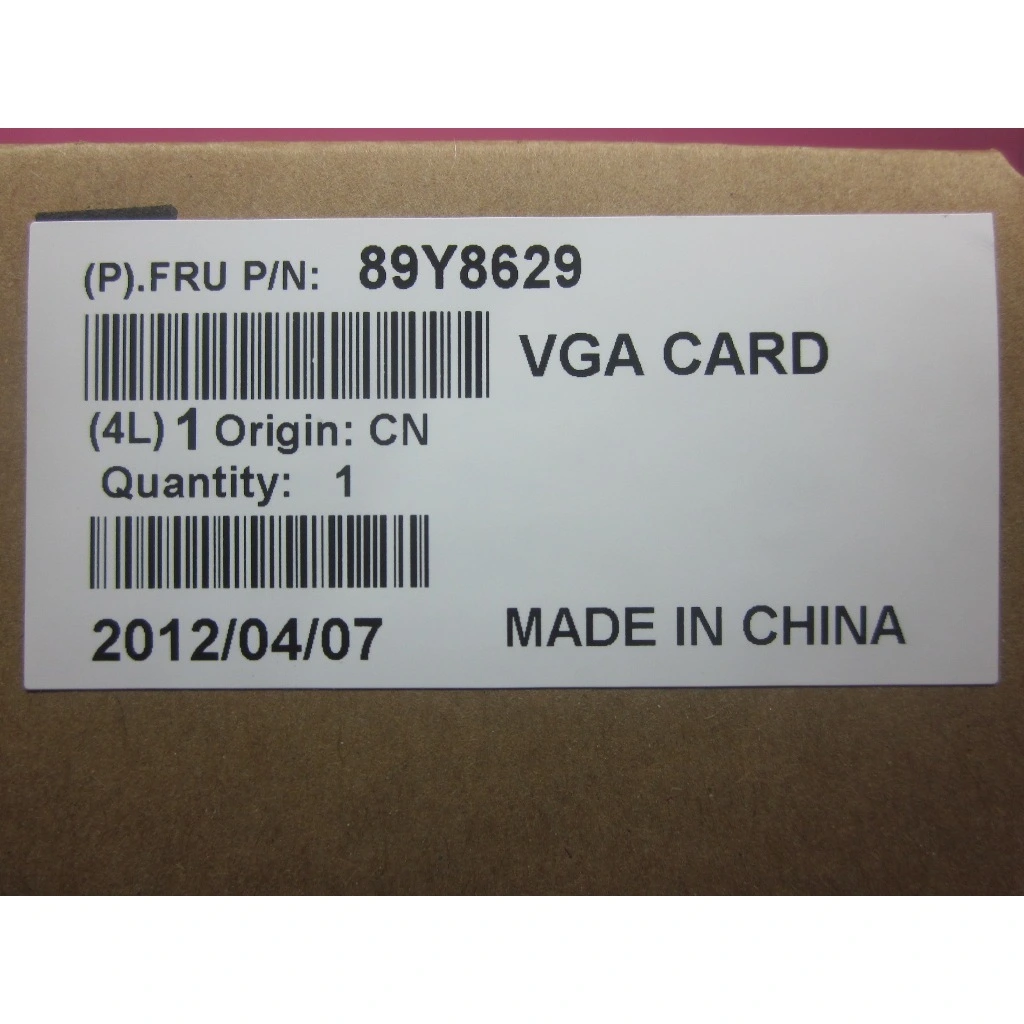 (P).FRU P/N: 89Y8629
VGA CARD
(4L) 1 Origin: CN
Quantity: 1
2012/04/07
MADE IN CHINA